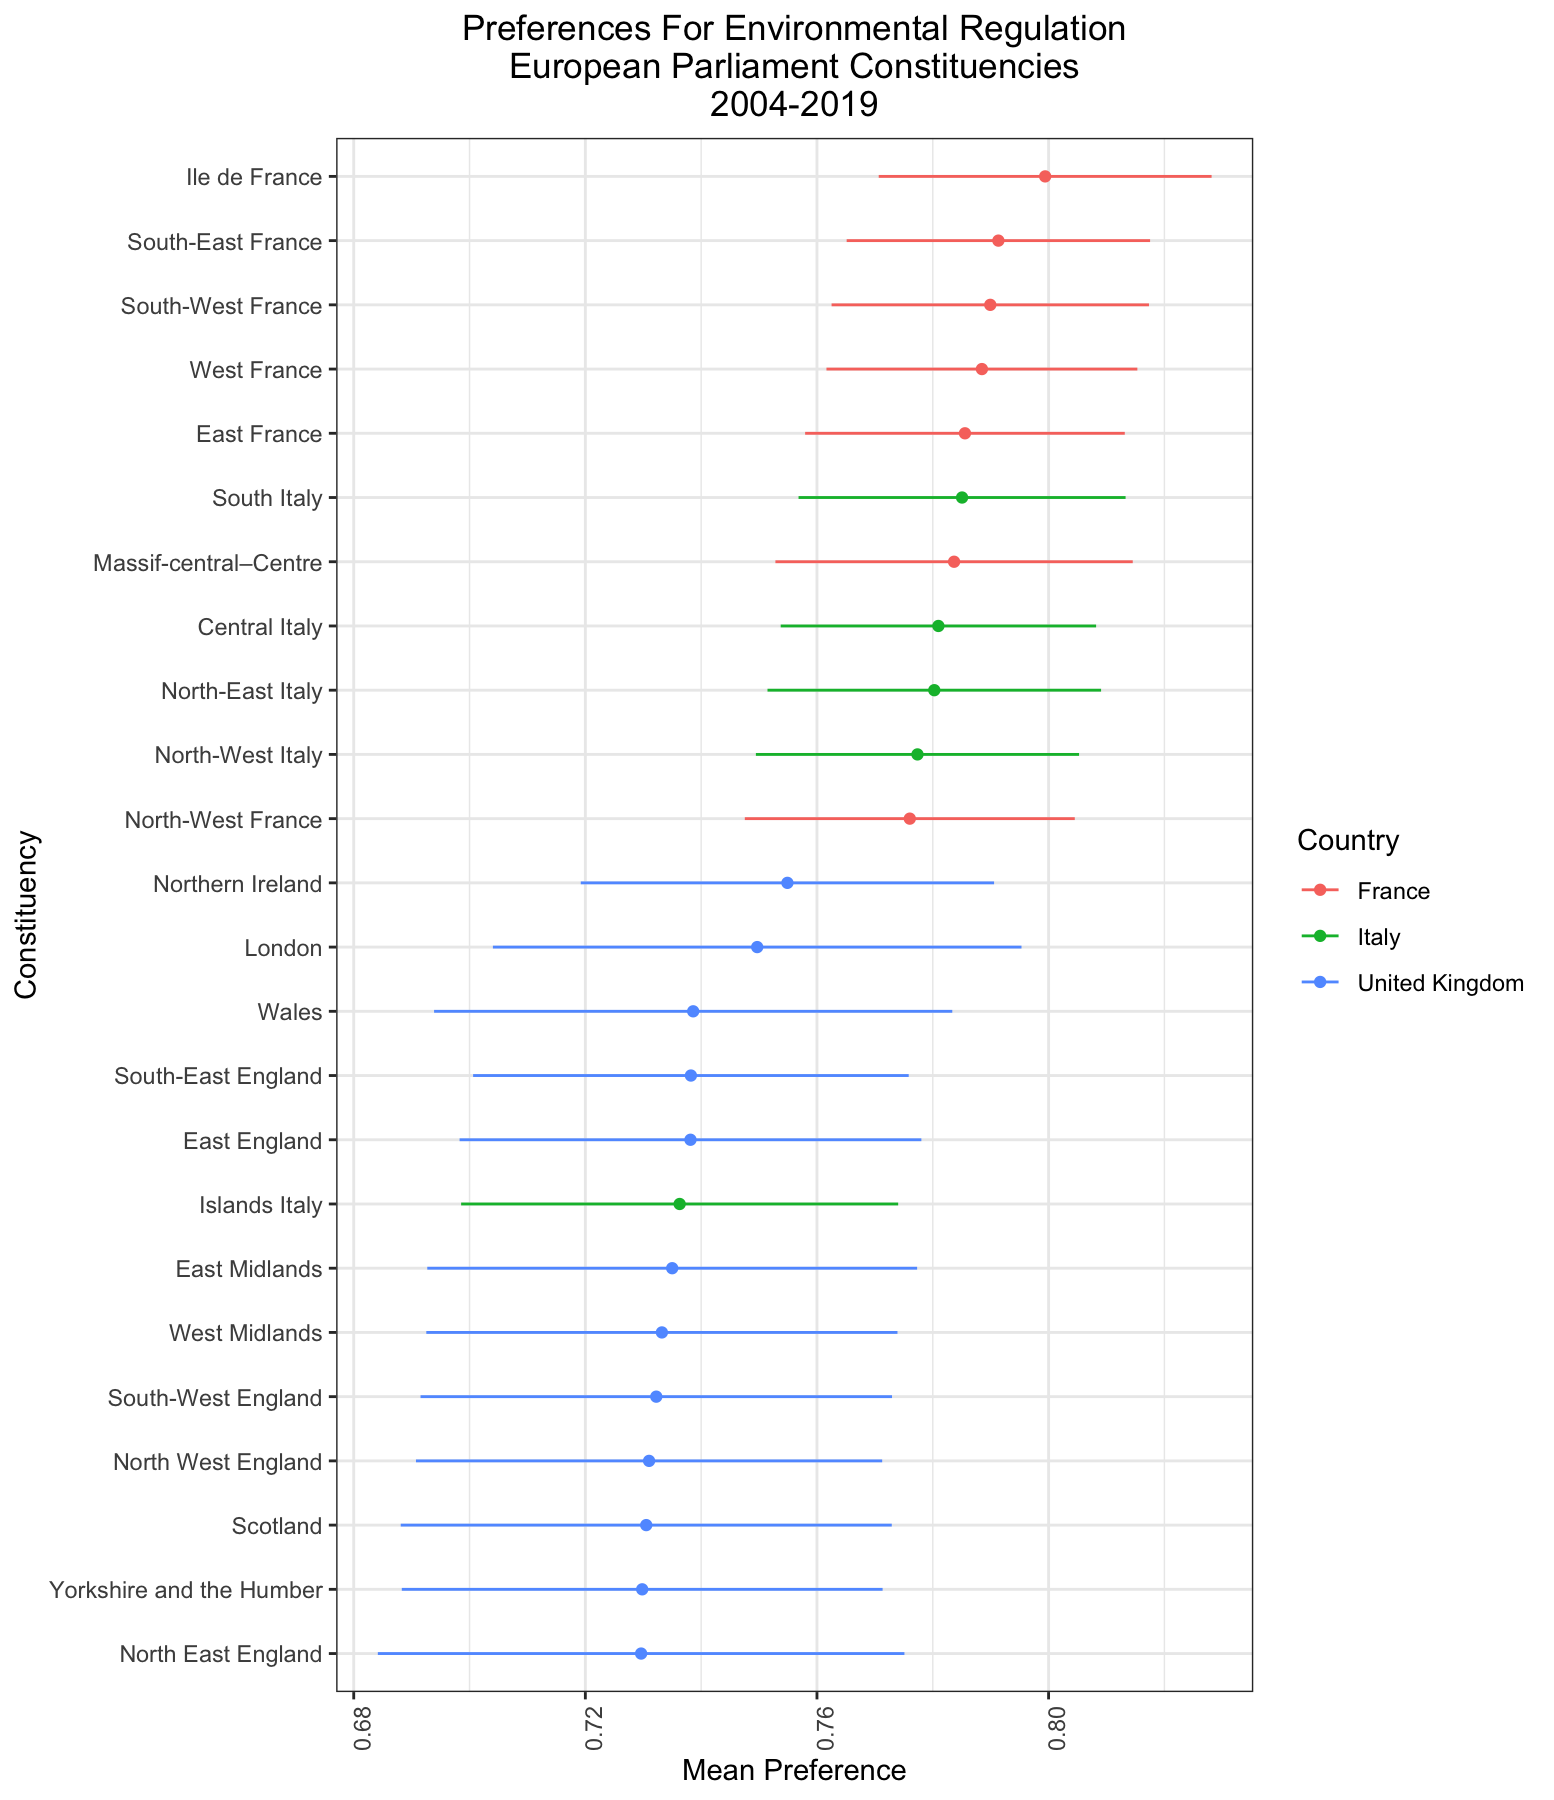 Preferences For Environmental Regulation
European Parliament Constituencies
2004-2019
Ile de France
South-East France
South-West France
West France
East France
South Italy
Massif-central–Centre
Central Italy
North-East Italy
North-West Italy
North-West France
Northern Ireland
London
Wales
South-East England
East England
Islands Italy
East Midlands
West Midlands
South-West England
North West England
Scotland
Yorkshire and the Humber
North East England
Constituency
0.68
0.72
0.76
0.80
Mean Preference
Country
France
Italy
United Kingdom